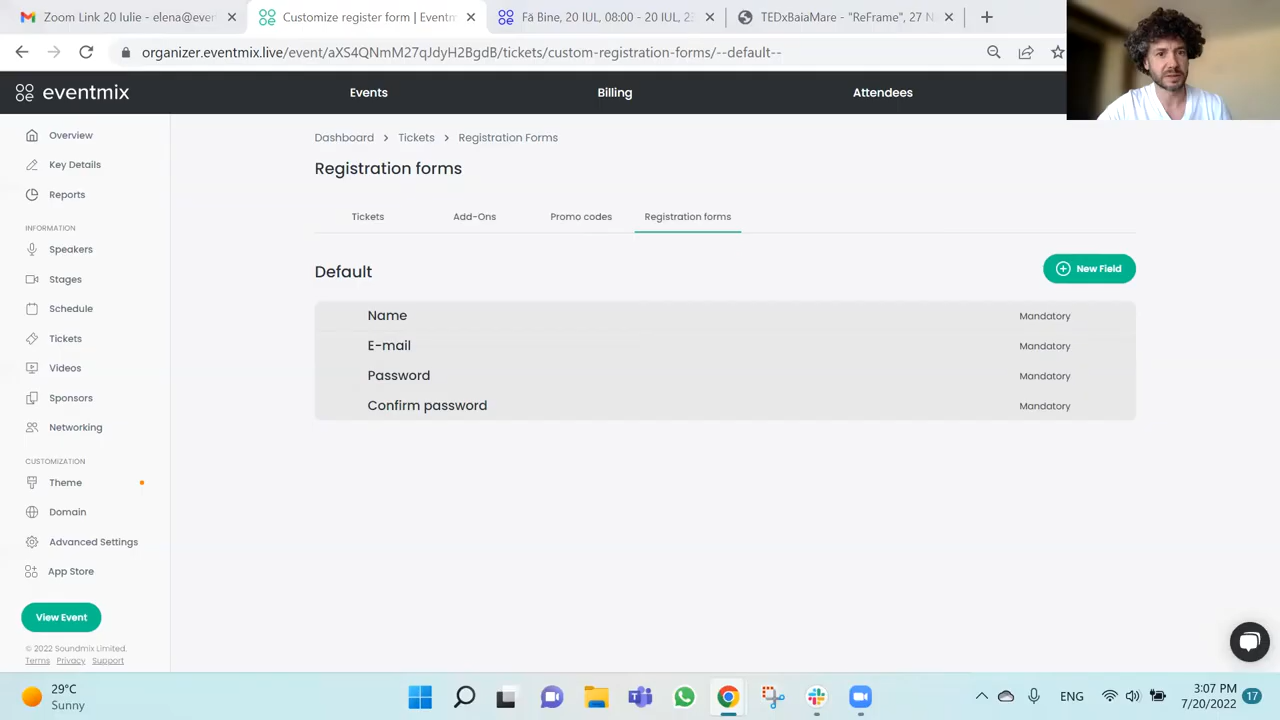 Zoom Link 20 Iulie - elena@even
Customize register form | Eventm
Fă Bine, 20 IUL, 08:00 - 20 IUL, 23
TEDxBaiaMare - "ReFrame", 27 N
organizer.eventmix.live/event/aXS4QNmM27qJdyH2BgdB/tickets/custom-registration-forms/--default--
eventmix
Events
Billing
Attendees
Overview
Key Details
Reports
INFORMATION
Speakers
Stages
Schedule
Tickets
Videos
Sponsors
Networking
CUSTOMIZATION
Theme
Domain
Advanced Settings
App Store
View Event
© 2022 Soundmix Limited.
Terms Privacy Support
Dashboard > Tickets > Registration Forms
Registration forms
Tickets Add-Ons Promo codes Registration forms
Default
New Field
Name Mandatory
E-mail Mandatory
Password Mandatory
Confirm password Mandatory
29°C
Sunny
ENG
3:07 PM
7/20/2022
17